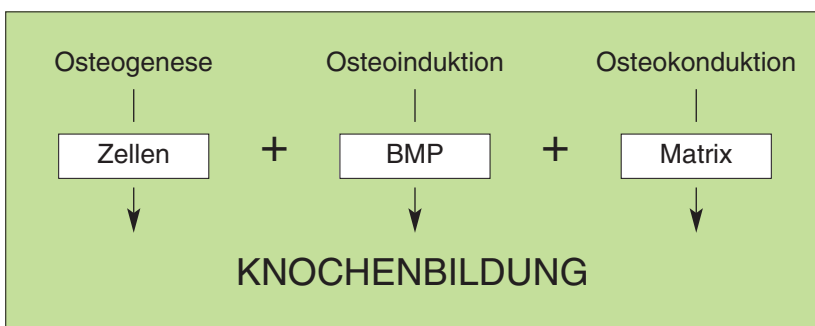 Osteogenese Osteoinduktion Osteokonduktion
Zellen + BMP + Matrix
KNOCHENBILDUNG